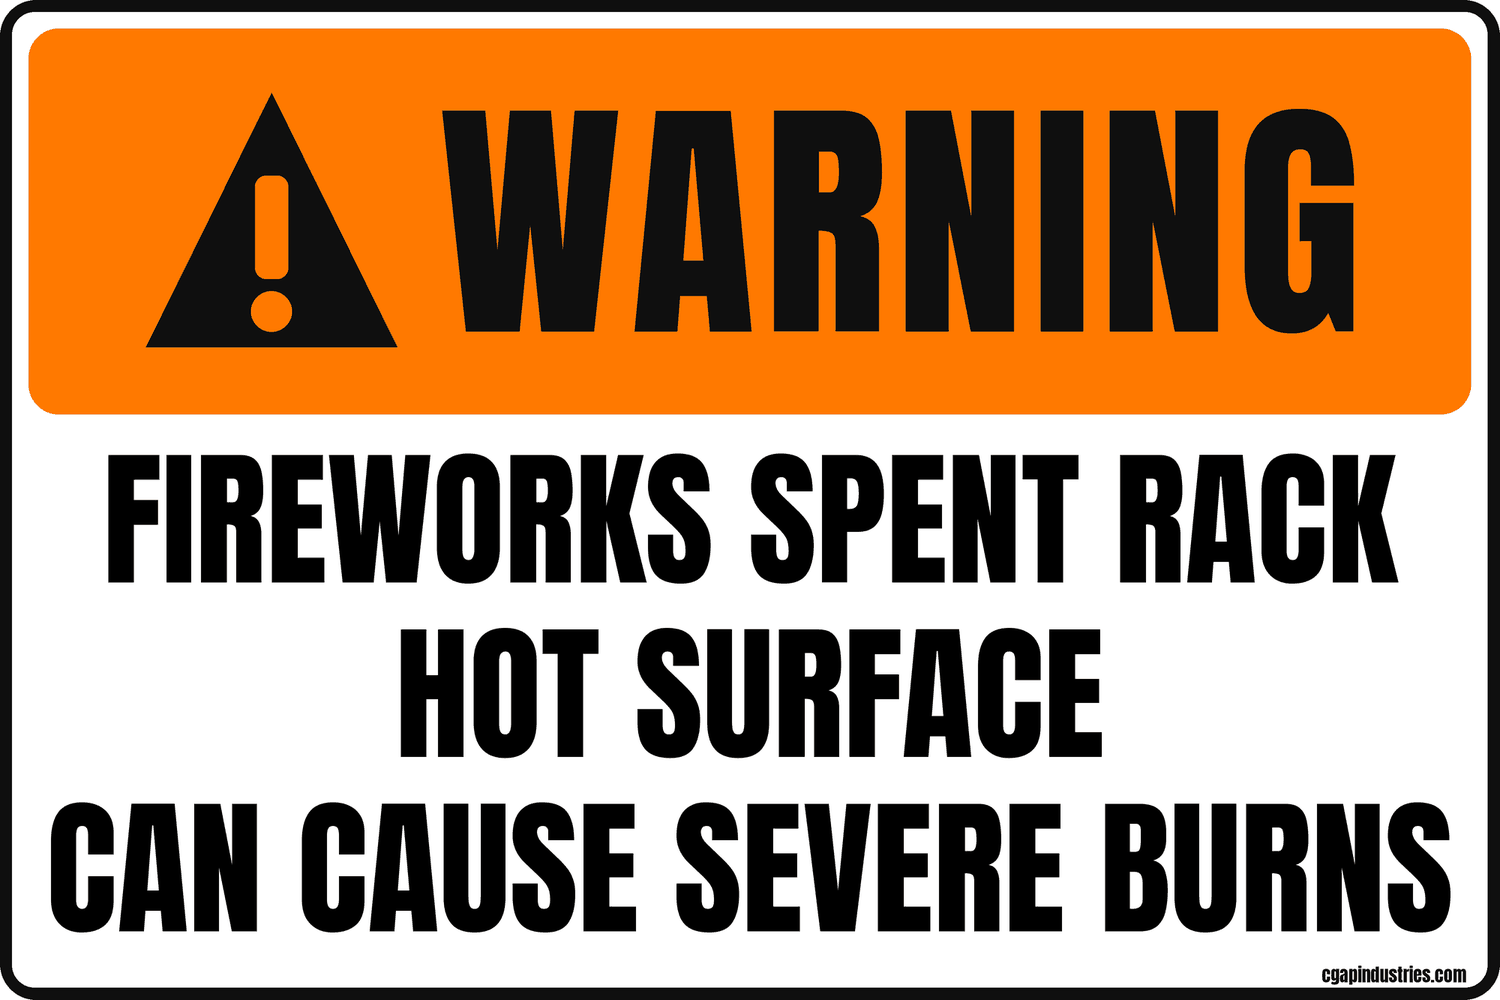 WARNING
FIREWORKS SPENT RACK
HOT SURFACE
CAN CAUSE SEVERE BURNS
cgapindustries.com